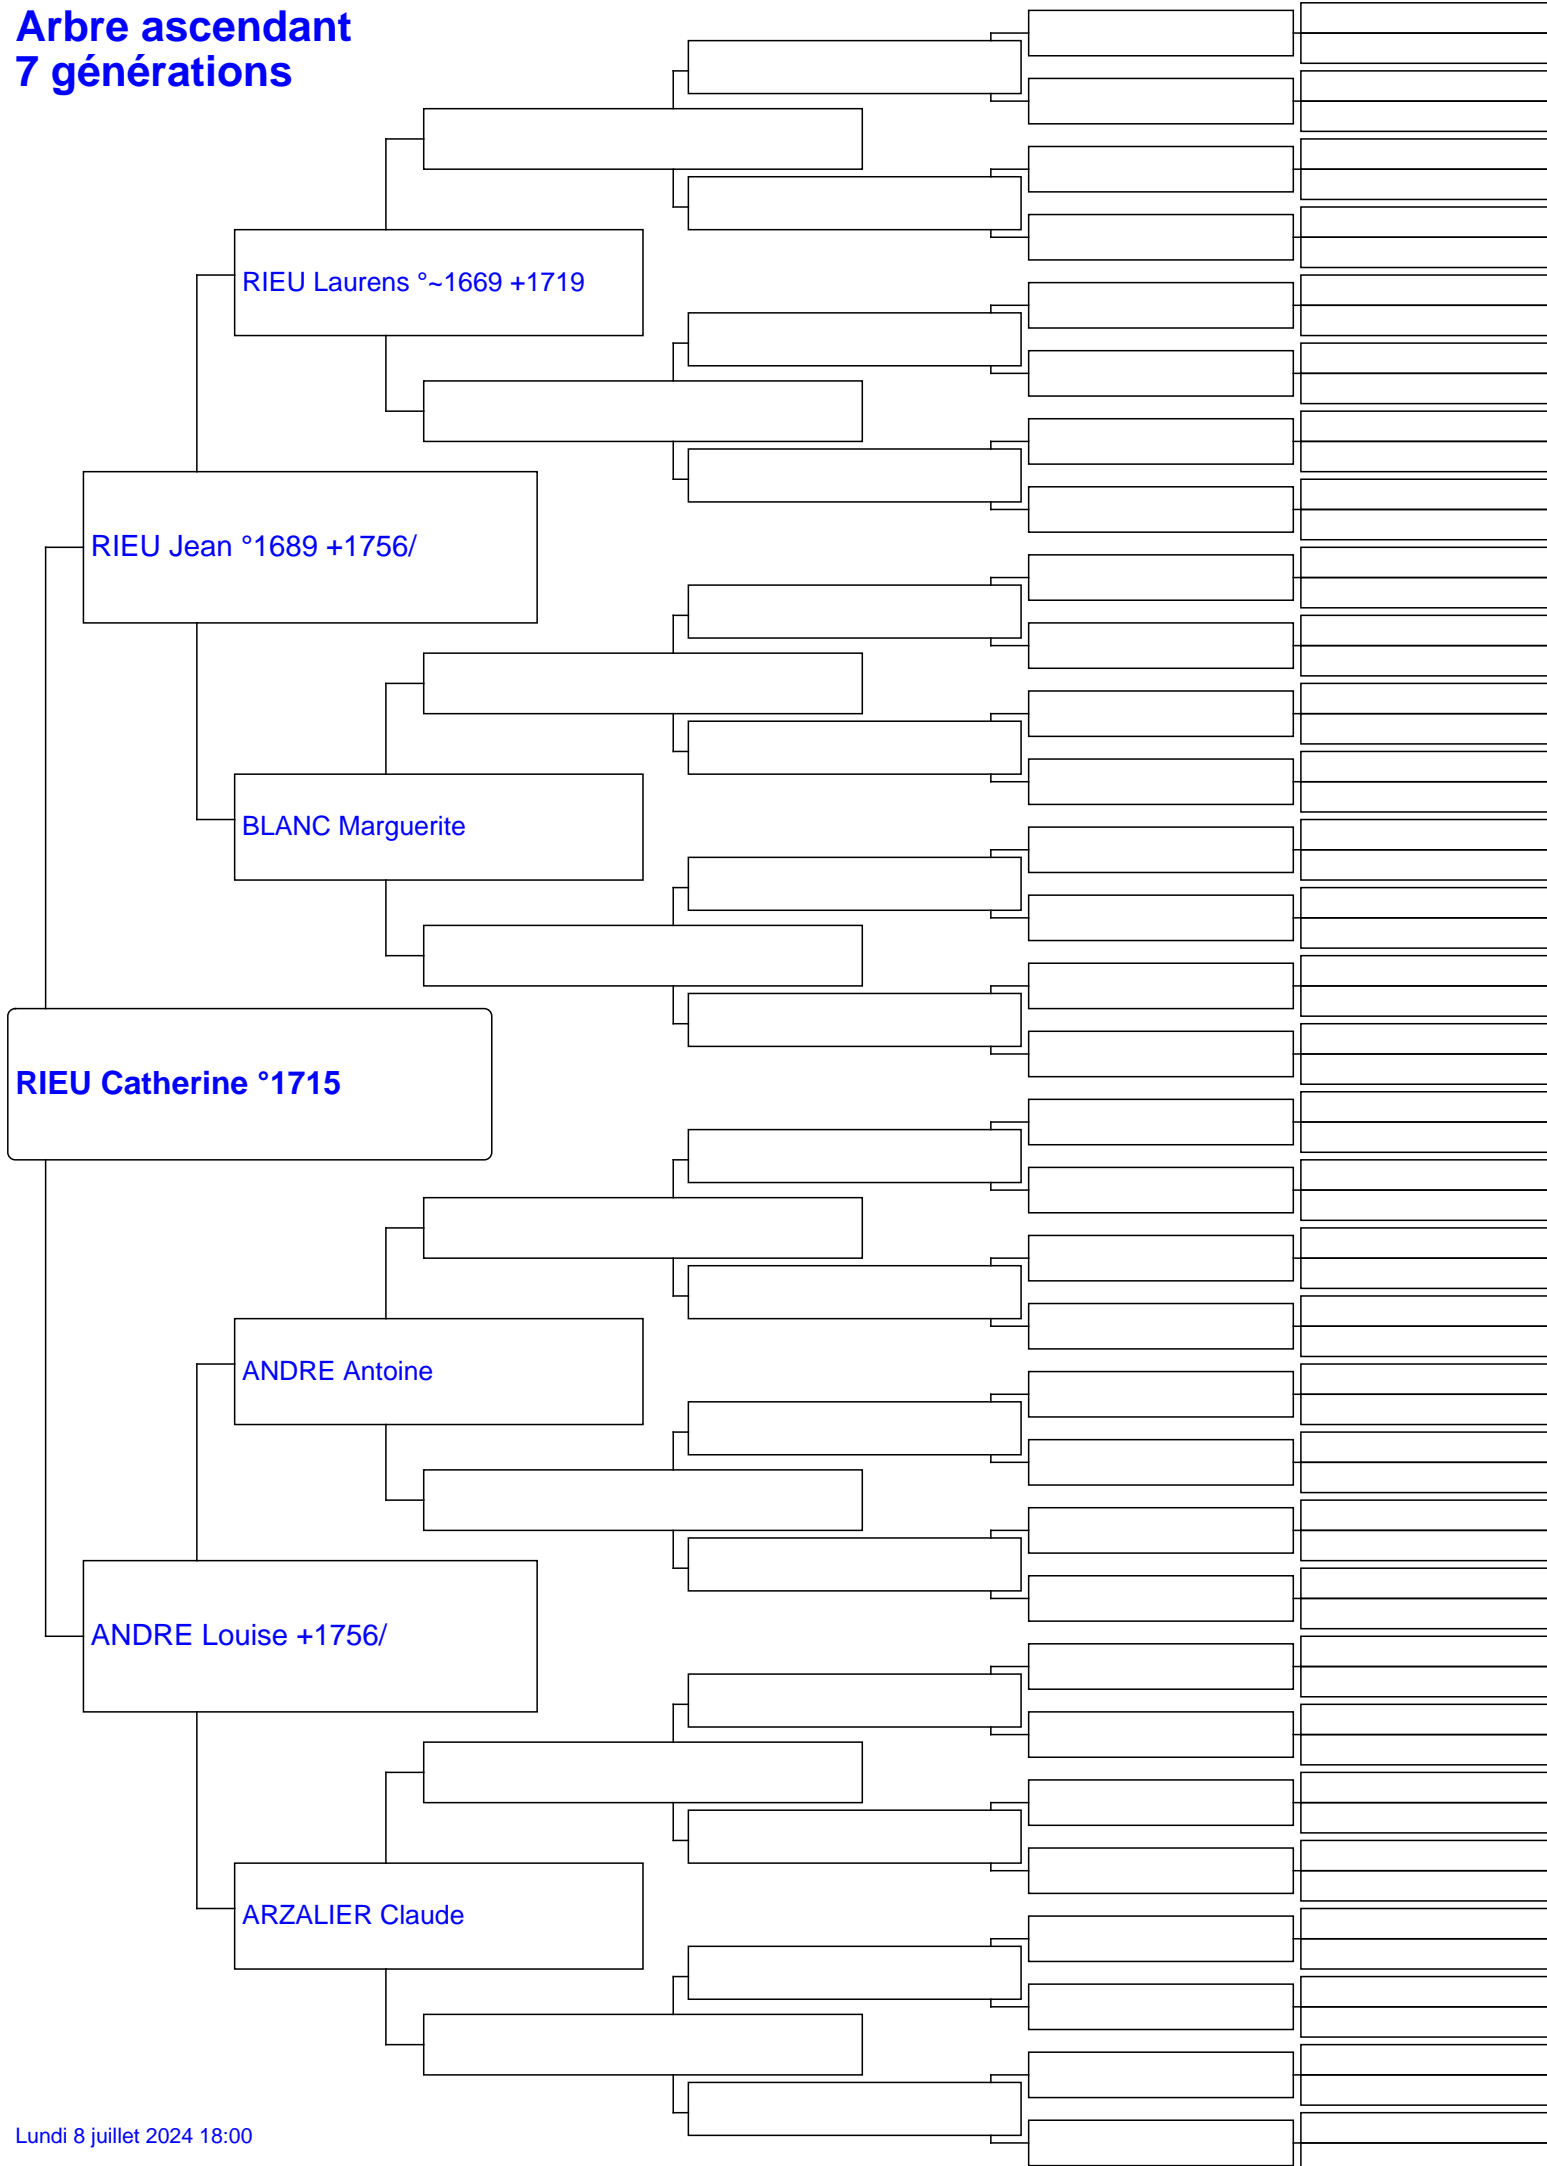 Arbre ascendant
7 générations
RIEU Laurens °~1669 +1719
RIEU Jean °1689 +1756/
BLANC Marguerite
RIEU Catherine °1715
ANDRE Antoine
ANDRE Louise +1756/
ARZALIER Claude
Lundi 8 juillet 2024 18:00